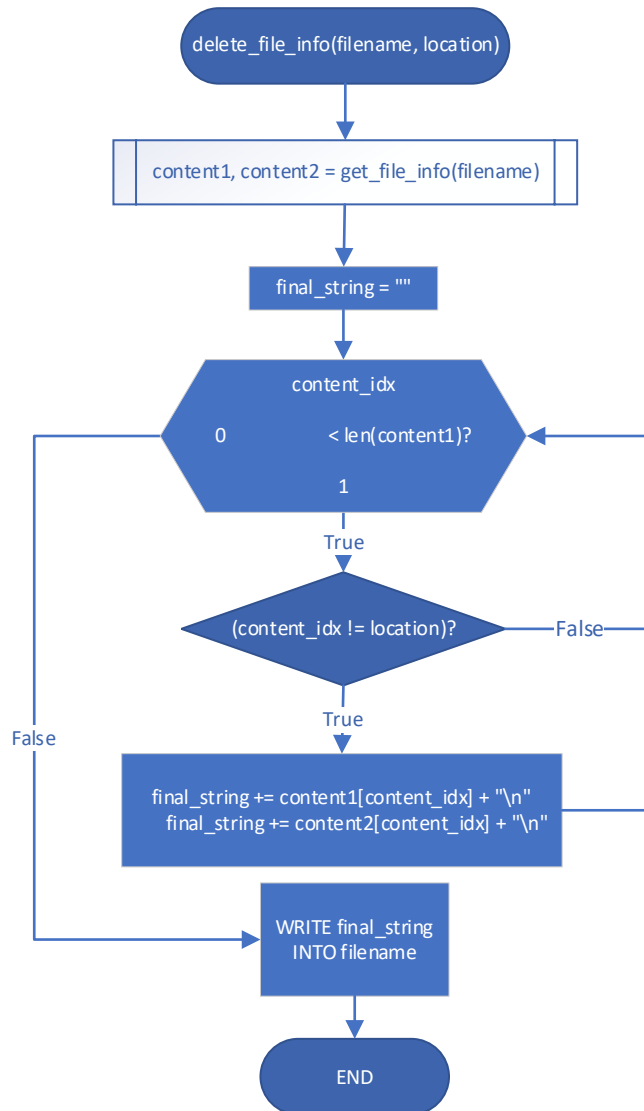 delete_file_info(filename, location)
content1, content2 = get_file_info(filename)
final_string = ""
content_idx
0 < len(content1)?
1
True
(content_idx != location)?
False
True
False
final_string += content1[content_idx] + "\n"
final_string += content2[content_idx] + "\n"
WRITE final_string
INTO filename
END